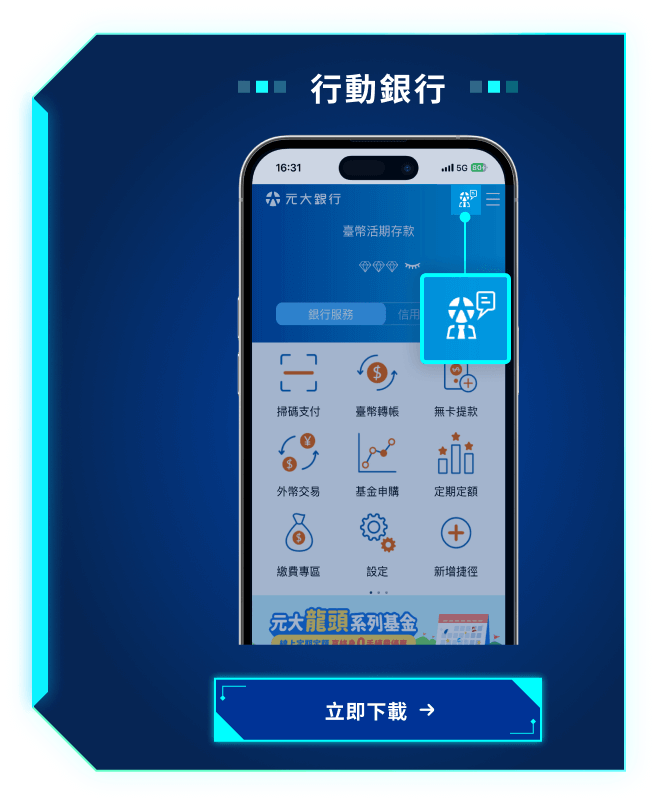 行動銀行
16:31
5G 80
元大銀行
臺幣活期存款
銀行服務 信用
掃碼支付 臺幣轉帳 無卡提款
外幣交易 基金申購 定期定額
繳費專區 設定 新增捷徑
元大龍頭系列基金
立即下載 →